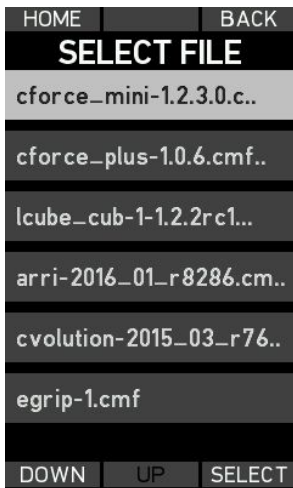 HOME BACK
SELECT FILE
cforce_mini-1.2.3.0.c..
cforce_plus-1.0.6.cmf..
lcube_cub-1-1.2.2rc1...
arri-2016_01_r8286.cm..
cvolution-2015_03_r76..
egrip-1.cmf
DOWN UP SELECT